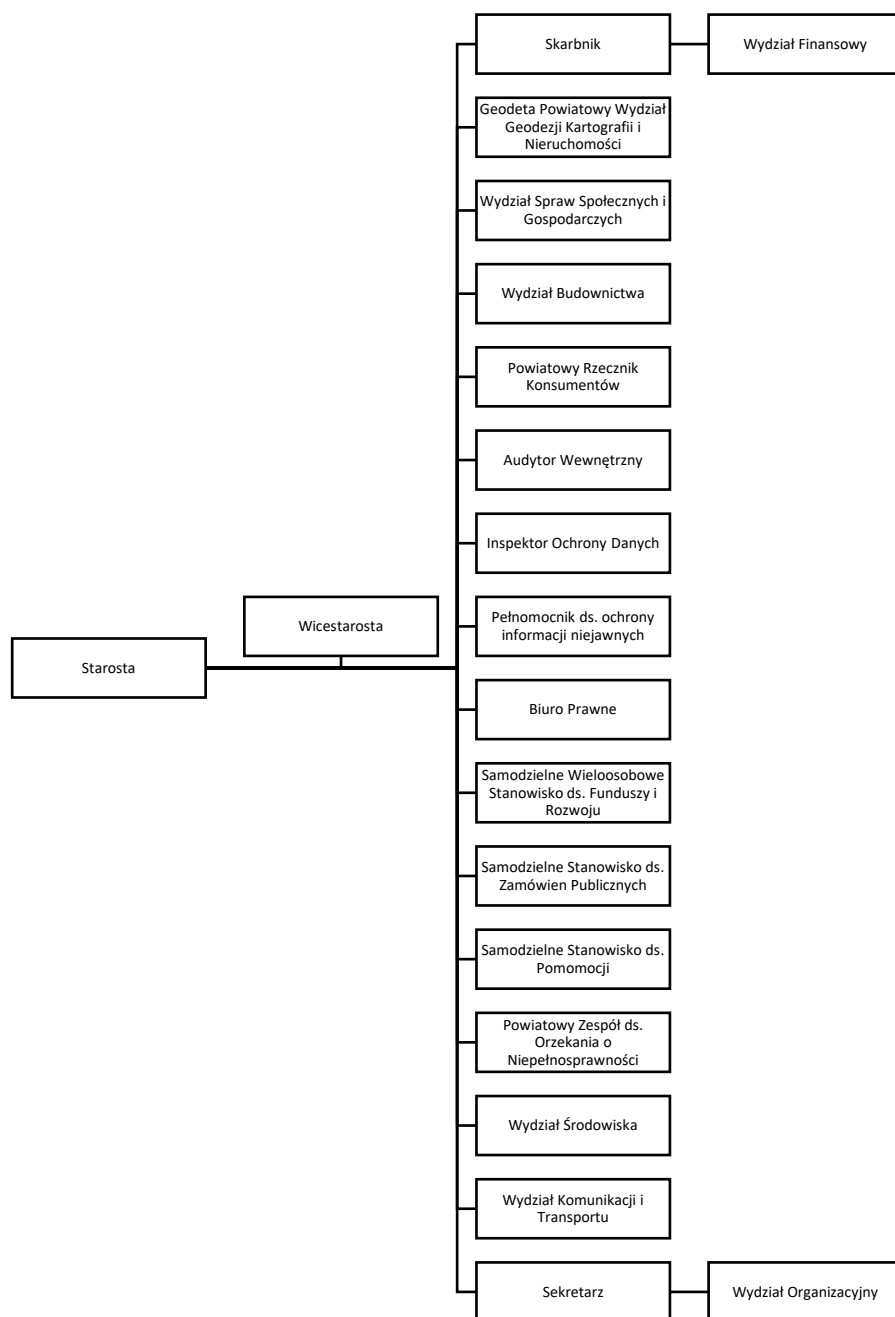 Skarbnik
Wydział Finansowy
Geodeta Powiatowy Wydział
Geodezji Kartografii i
Nieruchomości
Wydział Spraw Społecznych i
Gospodarczych
Wydział Budownictwa
Powiatowy Rzecznik
Konsumentów
Audytor Wewnętrzny
Inspektor Ochrony Danych
Pełnomocnik ds. ochrony
informacji niejawnych
Wicestarosta
Starosta
Biuro Prawne
Samodzielne Wieloosobowe
Stanowisko ds. Funduszy i
Rozwoju
Samodzielne Stanowisko ds.
Zamówien Publicznych
Samodzielne Stanowisko ds.
Pomomocji
Powiatowy Zespół ds.
Orzekania o
Niepełnosprawności
Wydział Środowiska
Wydział Komunikacji i
Transportu
Sekretarz
Wydział Organizacyjny